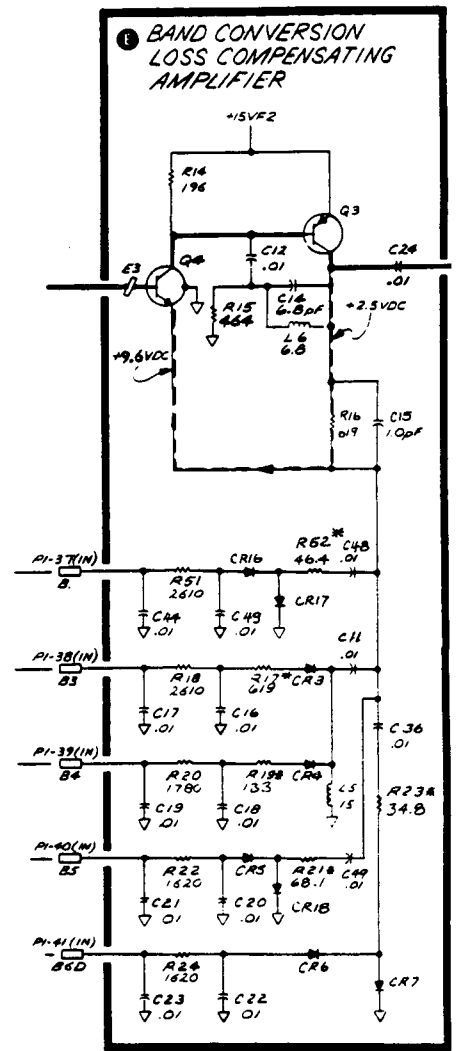 E BAND CONVERSION
LOSS COMPENSATING
AMPLIFIER
+15VF2
R14
196
Q3
E3
Q4
C12
.01
C24
.01
R15
464
C14
6.8pF
+2.5VDC
L6
6.8
+9.6VDC
R16
619
C15
1.0pF
P1-37(IN)
B.
R51
2610
CR16
R62*
46.4
C48
.01
C44
.01
C49
.01
CR17
P1-38(IN)
B3
R18
2610
R17*
619
CR3
C11
.01
C17
.01
C16
.01
C36
.01
P1-39(IN)
B4
R20
1780
R19*
133
CR4
L5
15
R23*
34.8
C19
.01
C18
.01
P1-40(IN)
B5
R22
1620
CR5
R21*
68.1
C49
.01
C21
.01
C20
.01
CR18
P1-41(IN)
B6D
R24
1620
CR6
CR7
C23
.01
C22
.01